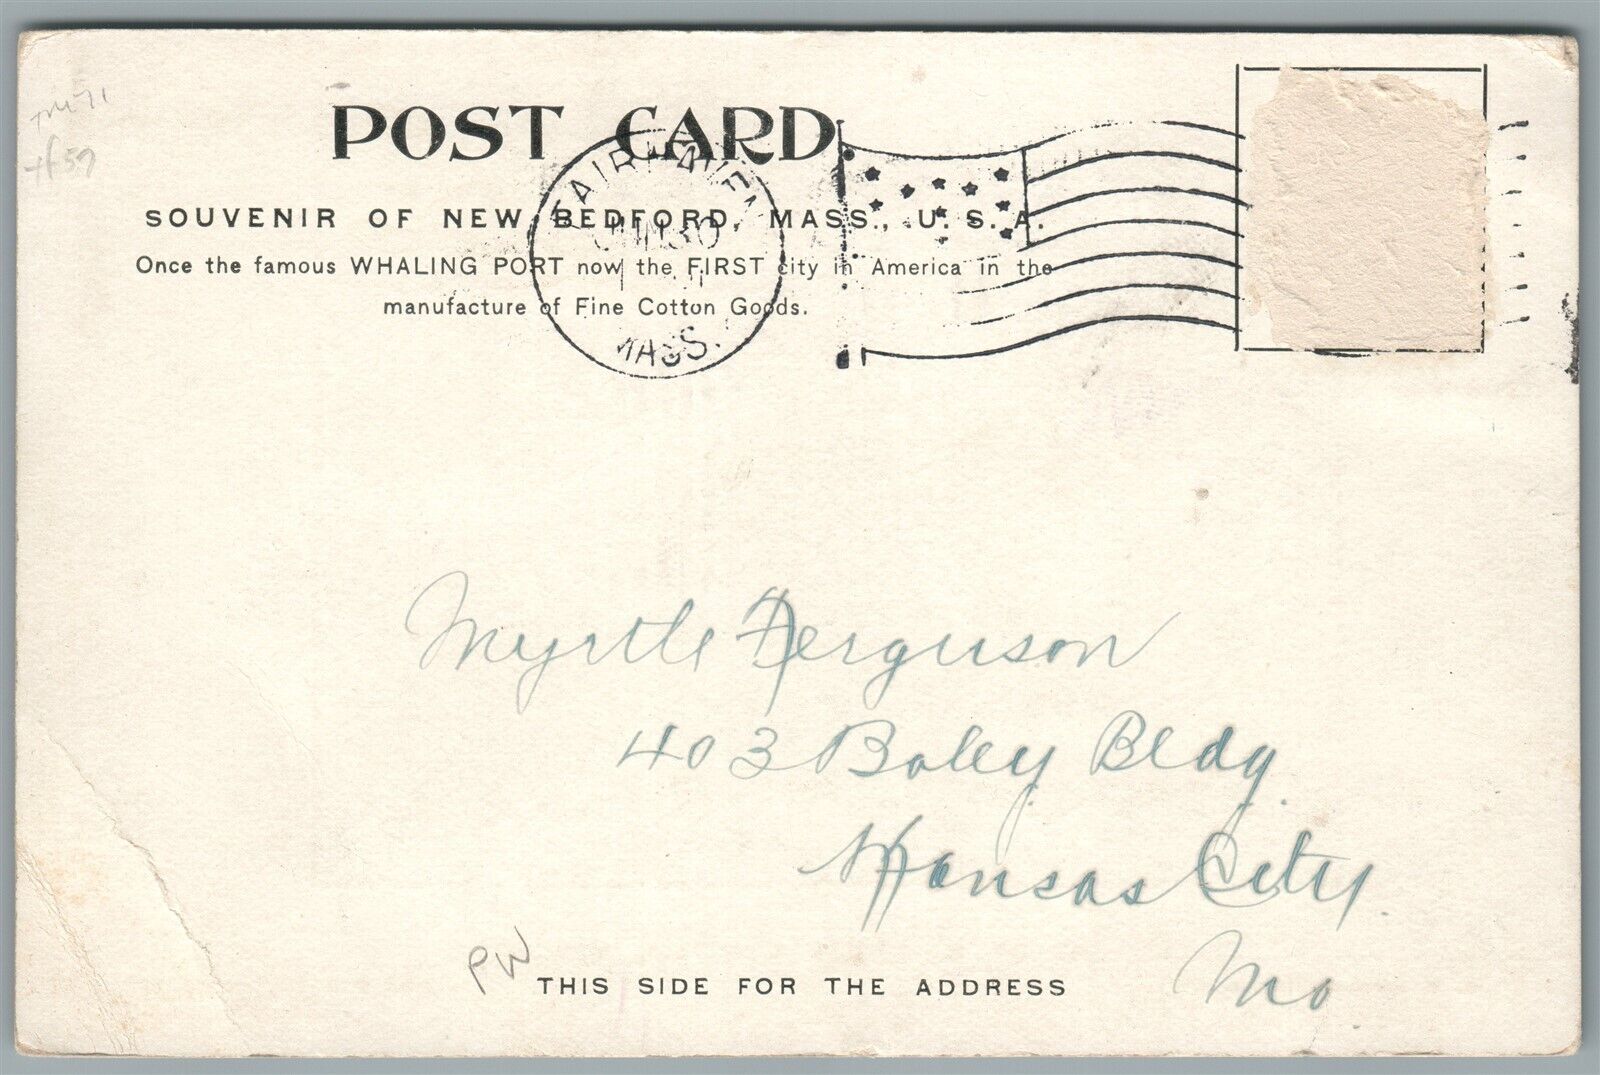 POST CARD
SOUVENIR OF NEW BEDFORD, MASS., U. S. A.
Once the famous WHALING PORT now the FIRST city in America in the
manufacture of Fine Cotton Goods.
FAIRHAVEN
30
MASS.
Myrtle Ferguson
403 Boley Bldg.
Kansas City.
Mo
PW
THIS SIDE FOR THE ADDRESS